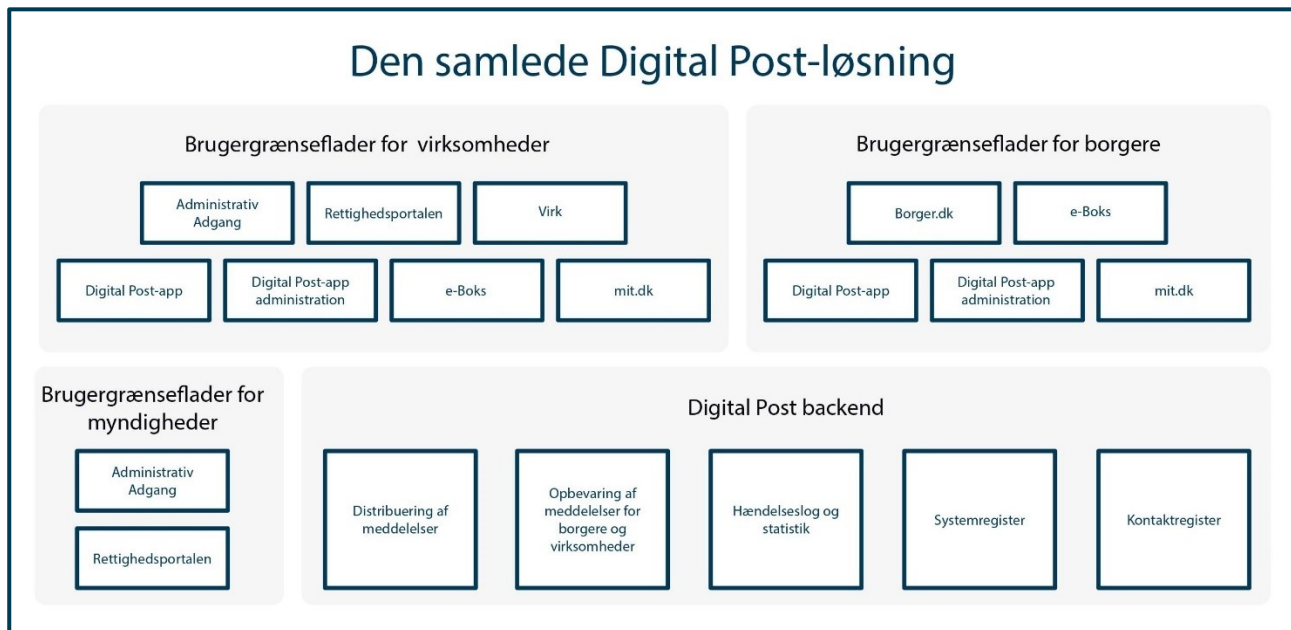 Den samlede Digital Post-løsning
Brugergrænseflader for virksomheder
Administrativ
Adgang
Rettighedsportalen
Virk
Digital Post-app
Digital Post-app
administration
e-Boks
mit.dk
Brugergrænseflader for borgere
Borger.dk
e-Boks
Digital Post-app
Digital Post-app
administration
mit.dk
Brugergrænseflader for
myndigheder
Administrativ
Adgang
Rettighedsportalen
Digital Post backend
Distribuering af
meddelelser
Opbevaring af
meddelelser for
borgere og
virksomheder
Hændelseslog og
statistik
Systemregister
Kontaktregister